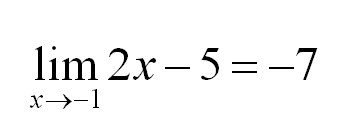 lim 2x − 5 = −7
x→−1